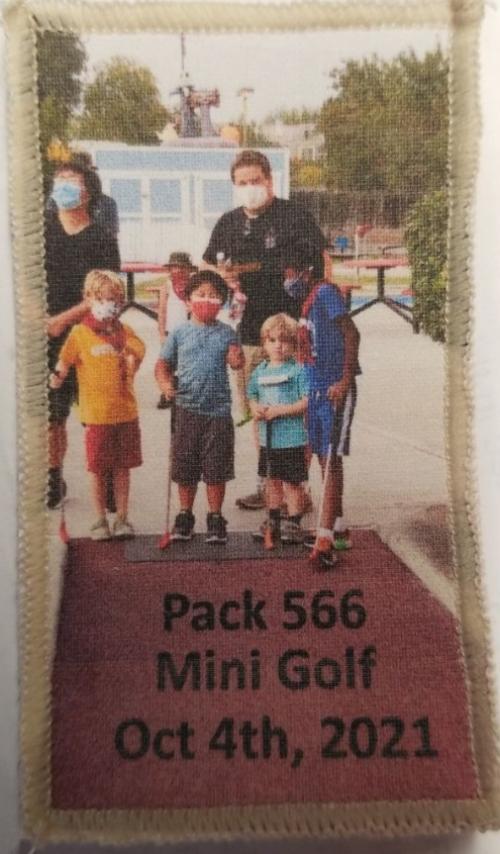 Pack 566
Mini Golf
Oct 4th, 2021